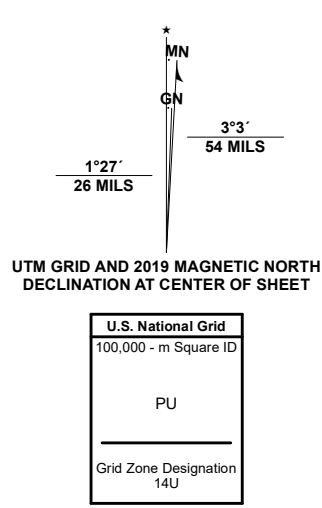 ★
MN
GN
3°3´
54 MILS
1°27´
26 MILS
UTM GRID AND 2019 MAGNETIC NORTH
DECLINATION AT CENTER OF SHEET
U.S. National Grid
100,000 - m Square ID
PU
Grid Zone Designation
14U